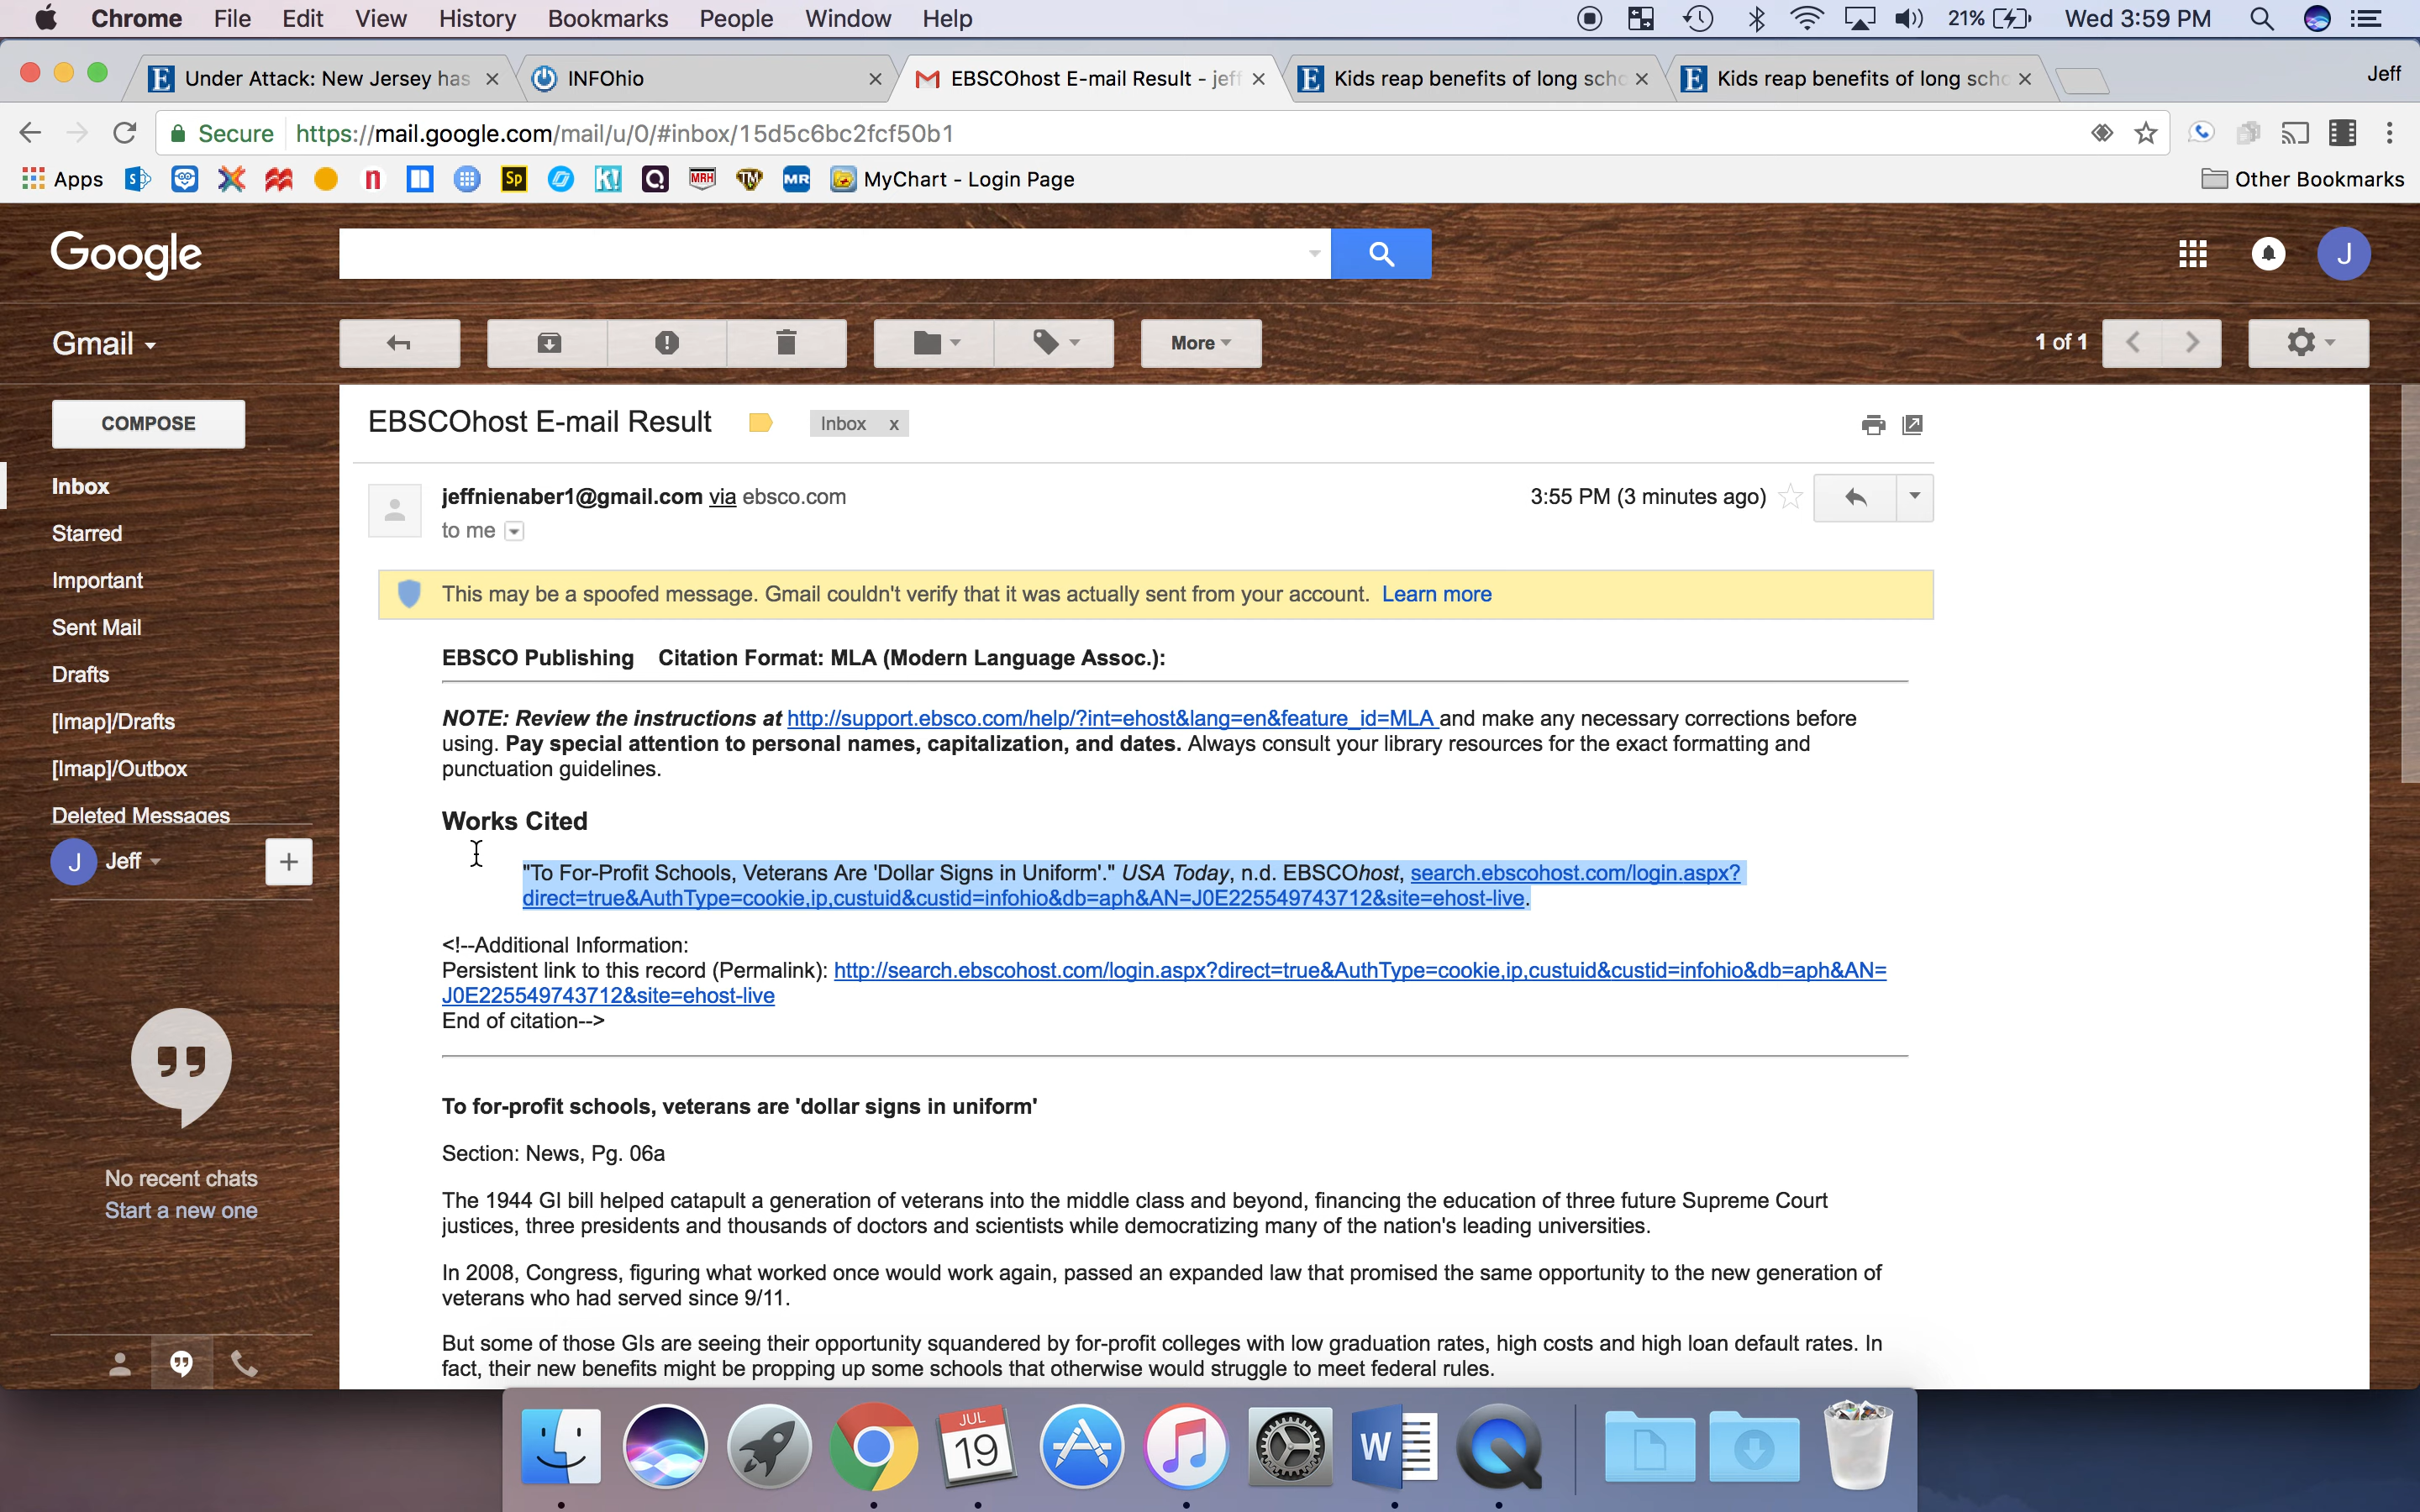 Chrome File Edit View History Bookmarks People Window Help 21% Wed 3:59 PM
Under Attack: New Jersey has INFOhio EBSCOhost E-mail Result - jeff Kids reap benefits of long scho Kids reap benefits of long scho Jeff
Secure https://mail.google.com/mail/u/0/#inbox/15d5c6bc2fcf50b1
Apps S n Sp K! Q MRH TM MR MyChart - Login Page Other Bookmarks
Google J
Gmail More 1 of 1
COMPOSE
EBSCOhost E-mail Result Inbox x
Inbox
jeffnienaber1@gmail.com via ebsco.com 3:55 PM (3 minutes ago)
Starred
to me
Important
This may be a spoofed message. Gmail couldn't verify that it was actually sent from your account. Learn more
Sent Mail
Drafts
[Imap]/Drafts
[Imap]/Outbox
Deleted Messages
J Jeff
No recent chats
Start a new one
EBSCO Publishing Citation Format: MLA (Modern Language Assoc.):
NOTE: Review the instructions at http://support.ebsco.com/help/?int=ehost&lang=en&feature_id=MLA and make any necessary corrections before
using. Pay special attention to personal names, capitalization, and dates. Always consult your library resources for the exact formatting and
punctuation guidelines.
Works Cited
"To For-Profit Schools, Veterans Are 'Dollar Signs in Uniform'." USA Today, n.d. EBSCOhost, search.ebscohost.com/login.aspx?
direct=true&AuthType=cookie,ip,custuid&custid=infohio&db=aph&AN=J0E225549743712&site=ehost-live.
<!--Additional Information:
Persistent link to this record (Permalink): http://search.ebscohost.com/login.aspx?direct=true&AuthType=cookie,ip,custuid&custid=infohio&db=aph&AN=
J0E225549743712&site=ehost-live
End of citation-->
To for-profit schools, veterans are 'dollar signs in uniform'
Section: News, Pg. 06a
The 1944 GI bill helped catapult a generation of veterans into the middle class and beyond, financing the education of three future Supreme Court
justices, three presidents and thousands of doctors and scientists while democratizing many of the nation's leading universities.
In 2008, Congress, figuring what worked once would work again, passed an expanded law that promised the same opportunity to the new generation of
veterans who had served since 9/11.
But some of those GIs are seeing their opportunity squandered by for-profit colleges with low graduation rates, high costs and high loan default rates. In
fact, their new benefits might be propping up some schools that otherwise would struggle to meet federal rules.
JUL
19
W